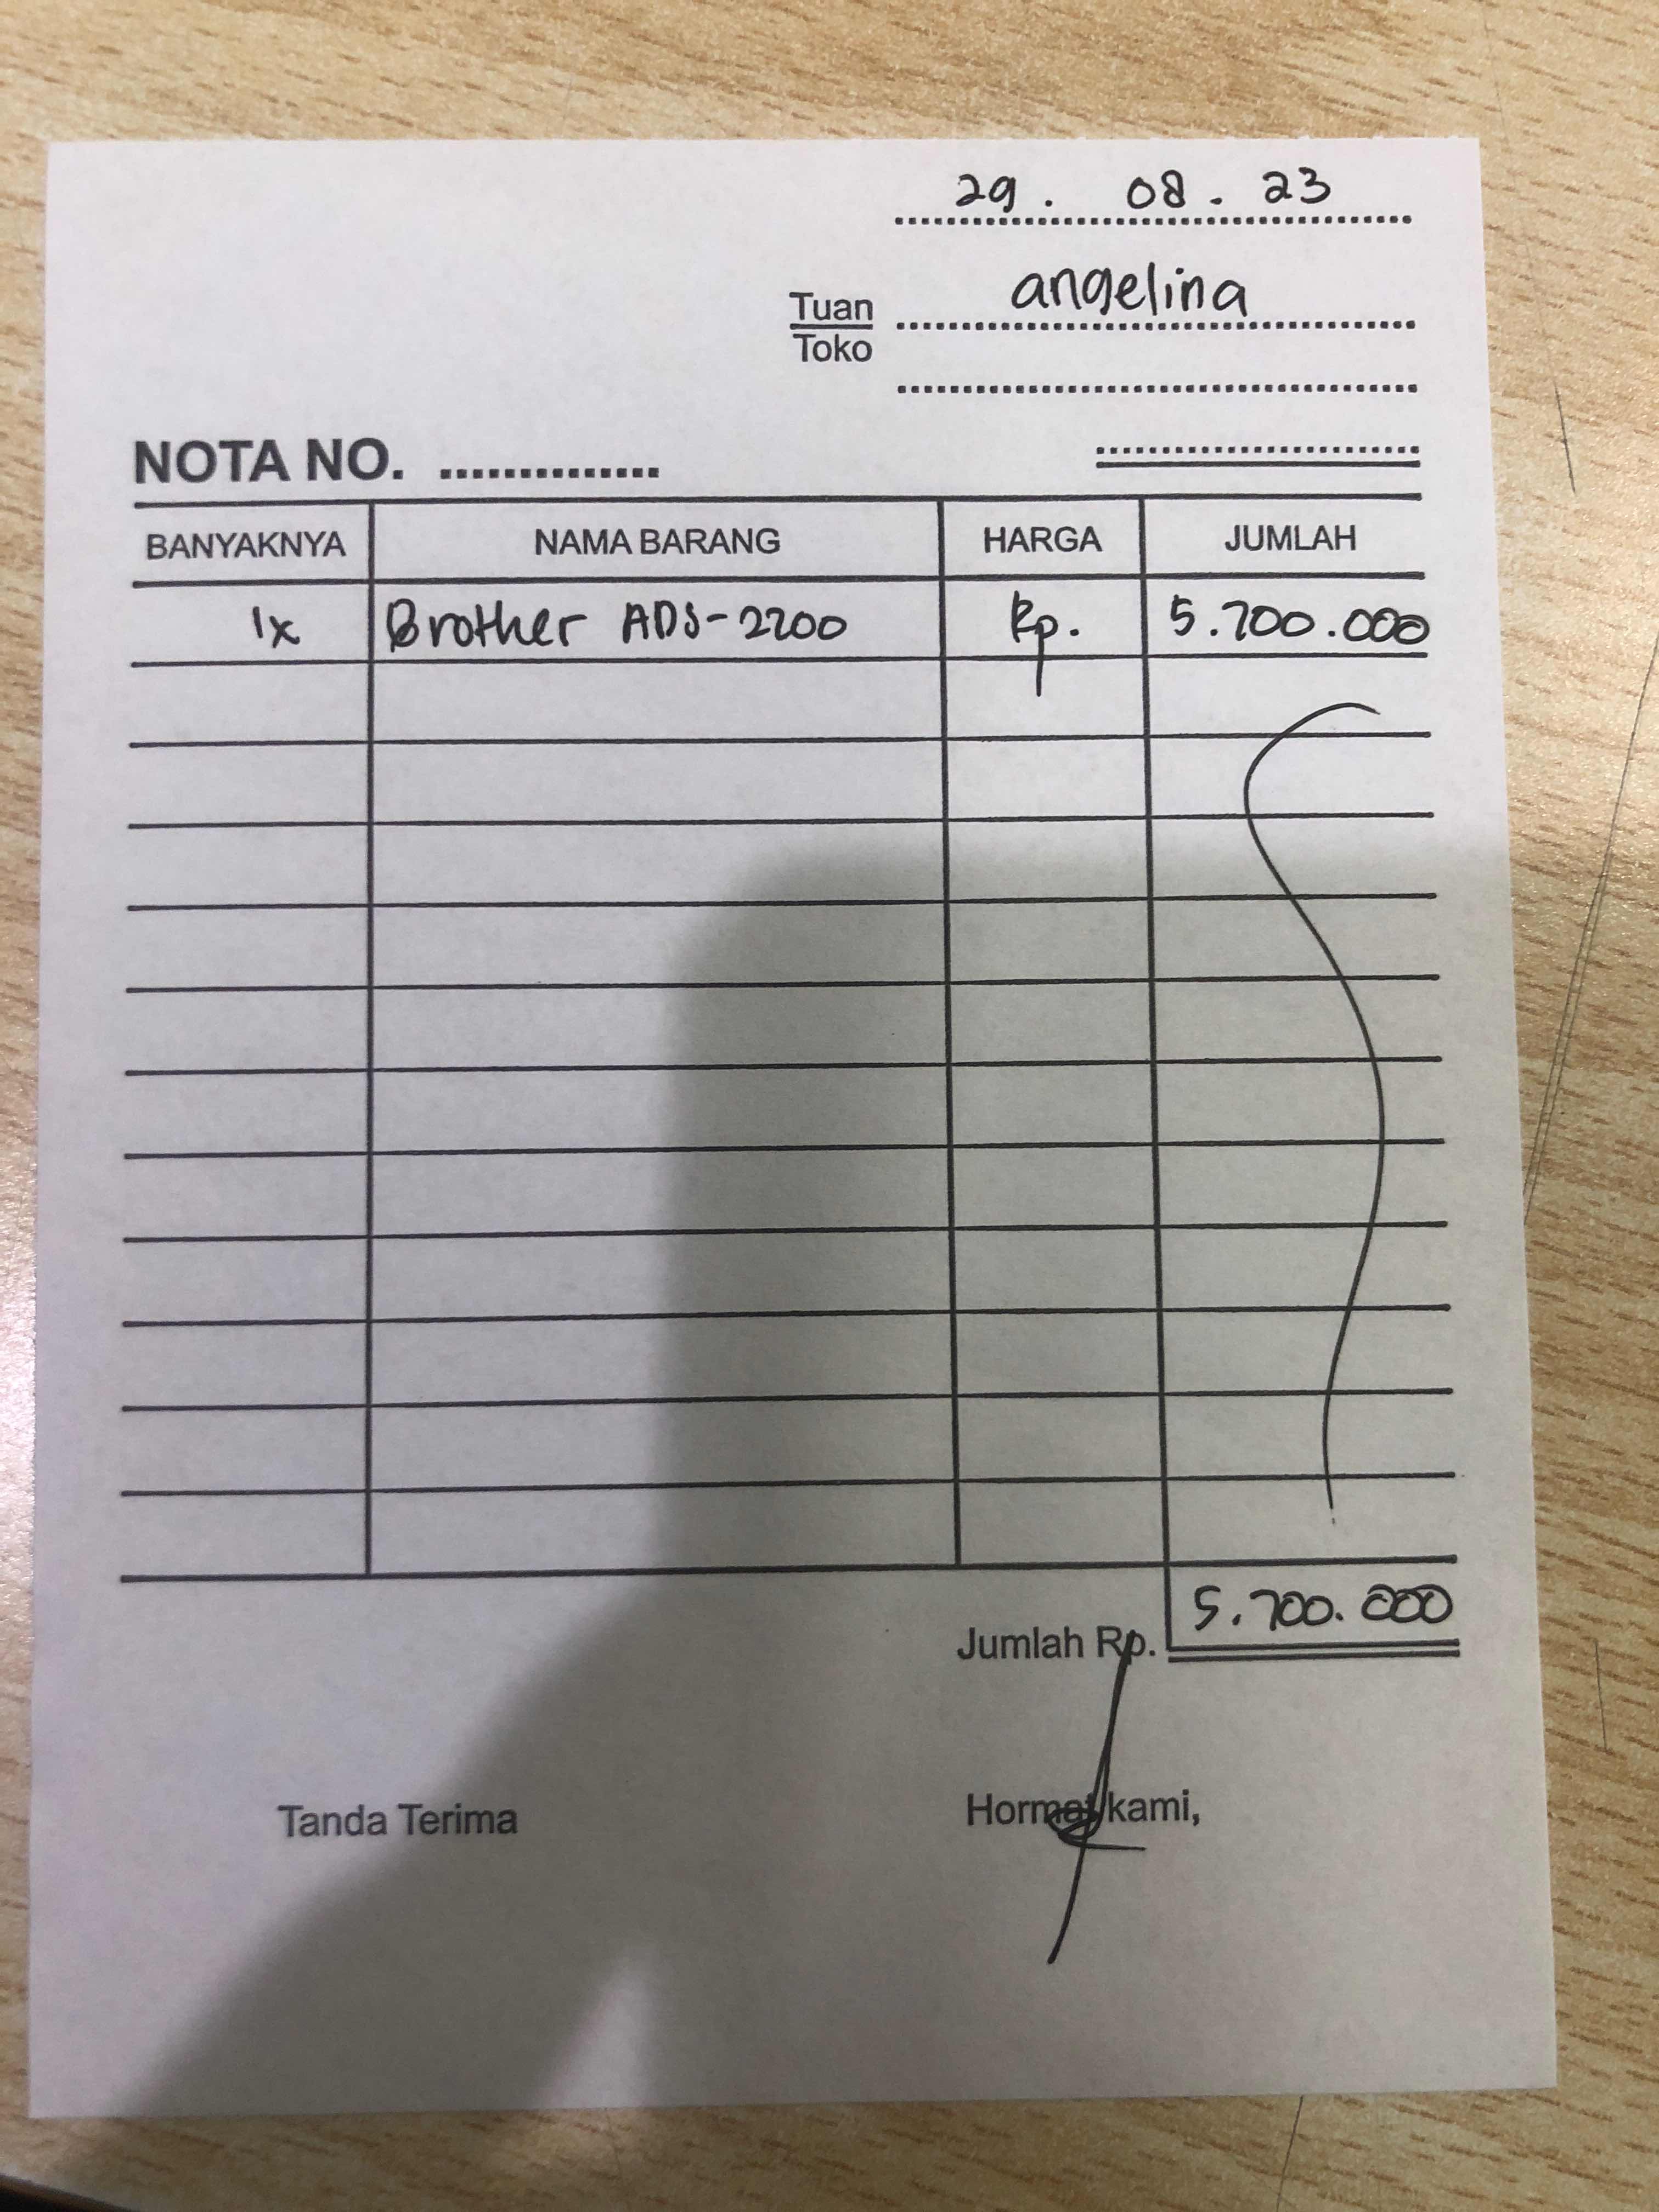 29. 08. 23
Tuan angelina
Toko
NOTA NO. ..............
BANYAKNYA NAMA BARANG HARGA JUMLAH
1x Brother ADS-2200 Rp. 5.700.000
Jumlah Rp. 5.700.000
Tanda Terima Hormat kami,